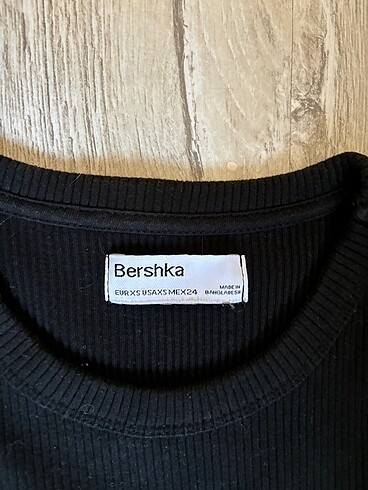 Bershka
EUR XS USA XS MEX 24
MADE IN
BANGLADESH